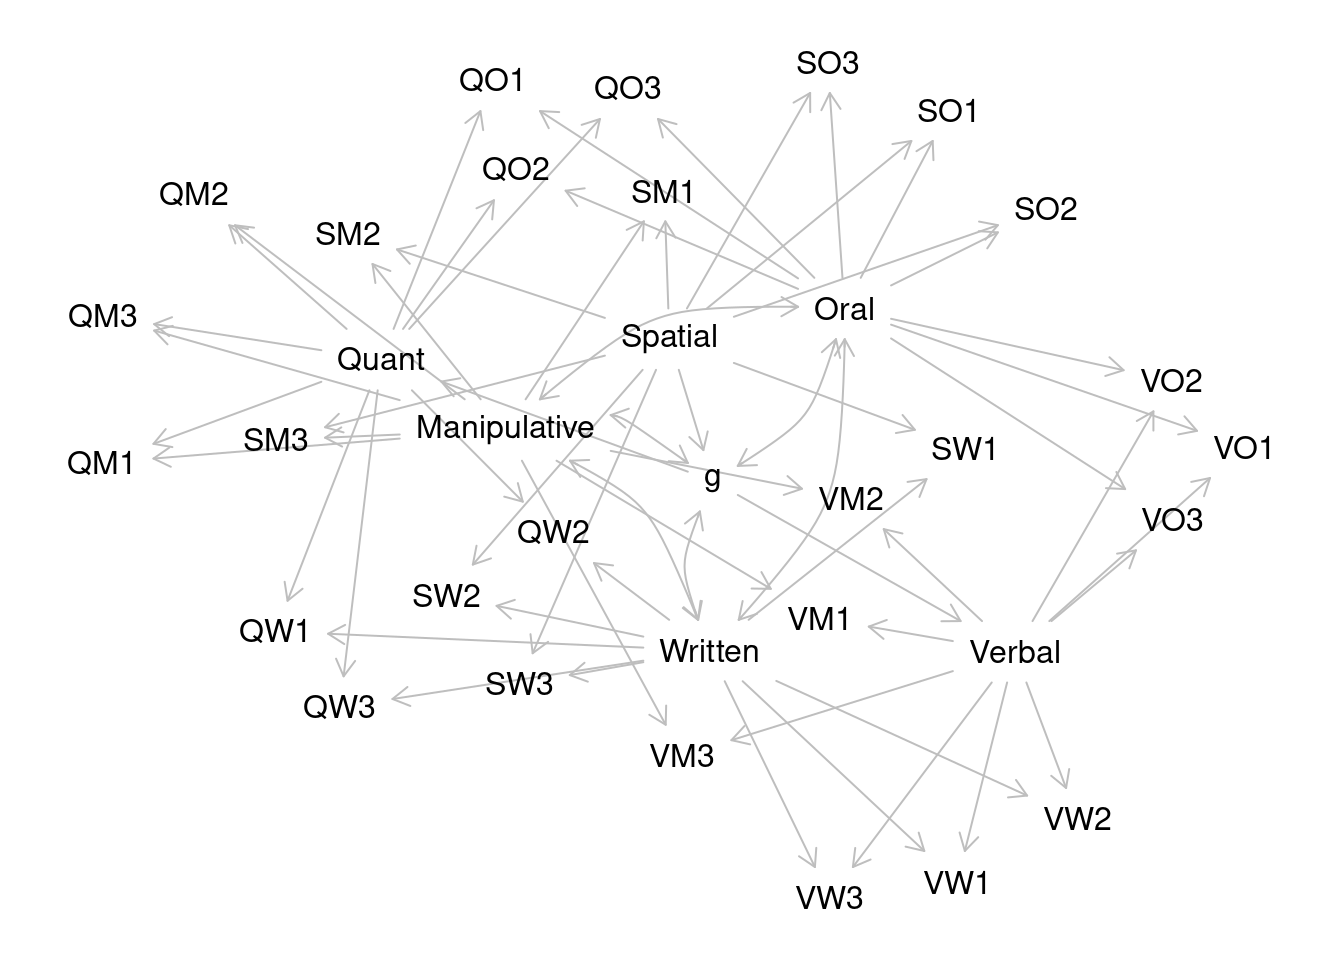 SO3
QO1
QO3
SO1
QO2
QM2
SM1
SO2
SM2
Oral
QM3
Spatial
Quant
VO2
Manipulative
SM3
VO1
SW1
QM1
g
VM2
VO3
QW2
SW2
VM1
QW1
Written
Verbal
SW3
QW3
VM3
VW2
VW1
VW3